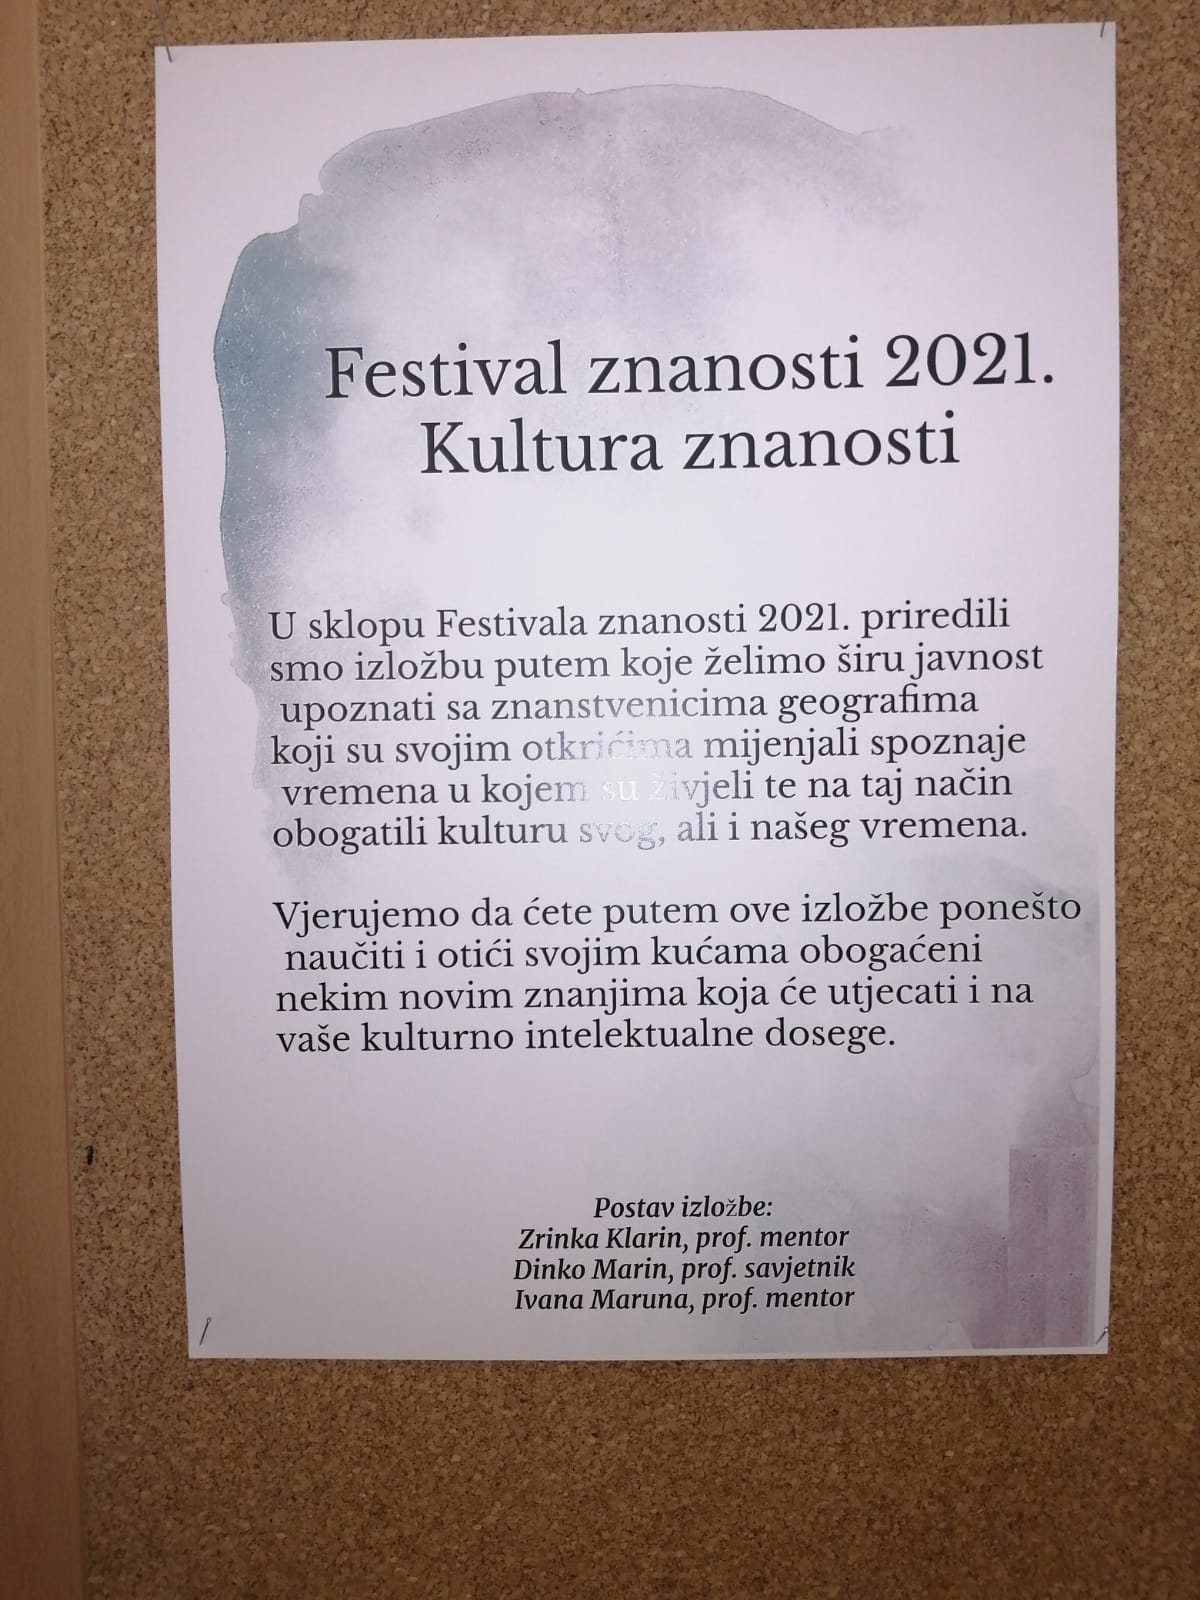 Festival znanosti 2021.
Kultura znanosti
U sklopu Festivala znanosti 2021. priredili
smo izložbu putem koje želimo širu javnost
upoznati sa znanstvenicima geografima
koji su svojim otkrićima mijenjali spoznaje
vremena u kojem su živjeli te na taj način
obogatili kulturu svog, ali i našeg vremena.
Vjerujemo da ćete putem ove izložbe ponešto
naučiti i otići svojim kućama obogaćeni
nekim novim znanjima koja će utjecati i na
vaše kulturno intelektualne dosege.
Postav izložbe:
Zrinka Klarin, prof. mentor
Dinko Marin, prof. savjetnik
Ivana Maruna, prof. mentor